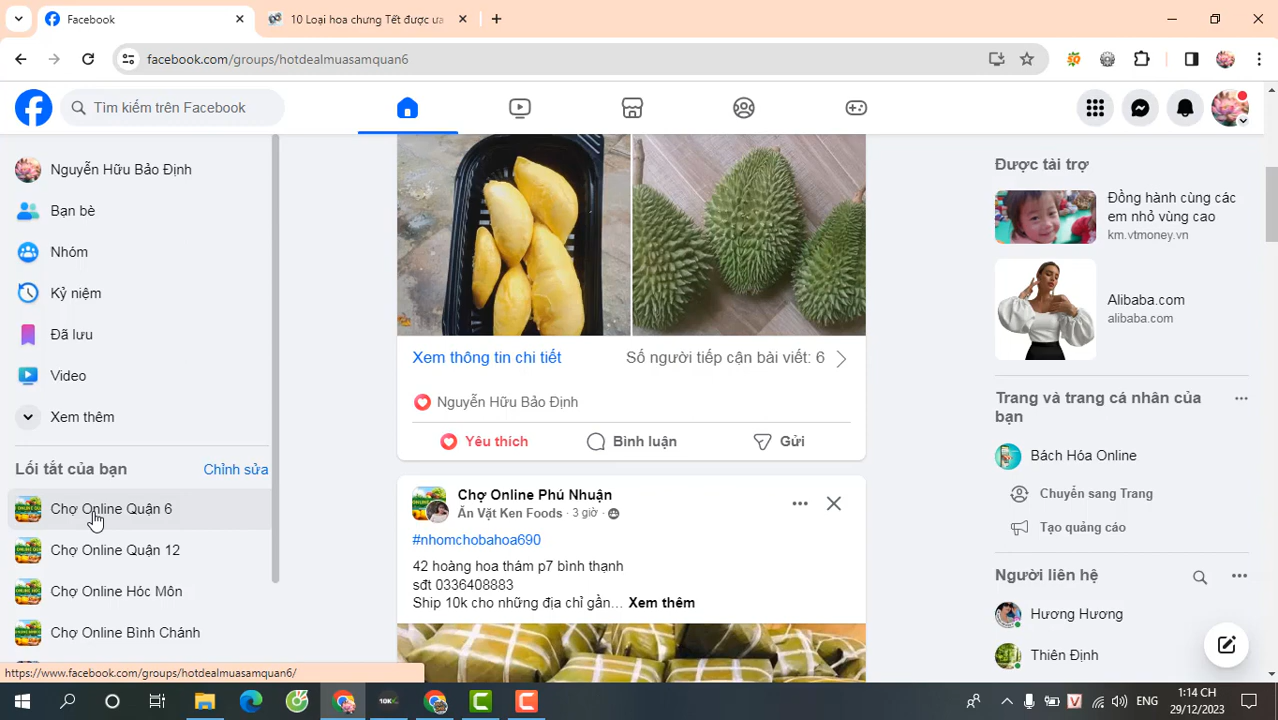 Facebook
10 Loại hoa chưng Tết được ưa
facebook.com/groups/hotdealmuasamquan6
Tìm kiếm trên Facebook
Nguyễn Hữu Bảo Định
Bạn bè
Nhóm
Kỷ niệm
Đã lưu
Video
Xem thêm
Lối tắt của bạn
Chỉnh sửa
Chợ Online Quận 6
Chợ Online Quận 12
Chợ Online Hóc Môn
Chợ Online Bình Chánh
https://www.facebook.com/groups/hotdealmuasamquan6/
Xem thông tin chi tiết
Số người tiếp cận bài viết: 6
Nguyễn Hữu Bảo Định
Yêu thích
Bình luận
Gửi
Chợ Online Phú Nhuận
Ăn Vặt Ken Foods · 3 giờ ·
#nhomchobahoa690
42 hoàng hoa thám p7 bình thạnh
sđt 0336408883
Ship 10k cho những địa chỉ gần... Xem thêm
Được tài trợ
Đồng hành cùng các
em nhỏ vùng cao
km.vtmoney.vn
Alibaba.com
alibaba.com
Trang và trang cá nhân của
bạn
Bách Hóa Online
Chuyển sang Trang
Tạo quảng cáo
Người liên hệ
Hương Hương
Thiên Định
10K
ENG
1:14 CH
29/12/2023